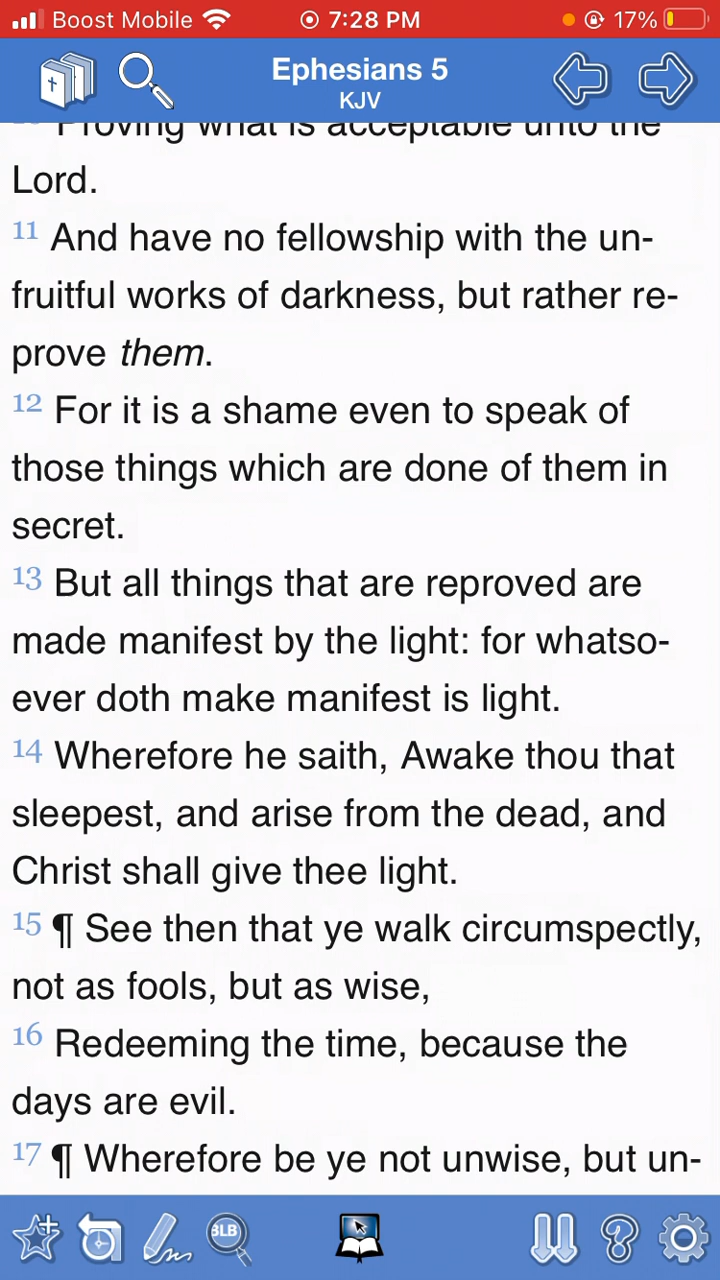 Boost Mobile 7:28 PM 17%
Ephesians 5
KJV
Proving what is acceptable unto the
Lord.
11 And have no fellowship with the un-
fruitful works of darkness, but rather re-
prove them.
12 For it is a shame even to speak of
those things which are done of them in
secret.
13 But all things that are reproved are
made manifest by the light: for whatso-
ever doth make manifest is light.
14 Wherefore he saith, Awake thou that
sleepest, and arise from the dead, and
Christ shall give thee light.
15 ¶ See then that ye walk circumspectly,
not as fools, but as wise,
16 Redeeming the time, because the
days are evil.
17 ¶ Wherefore be ye not unwise, but un-
BLB